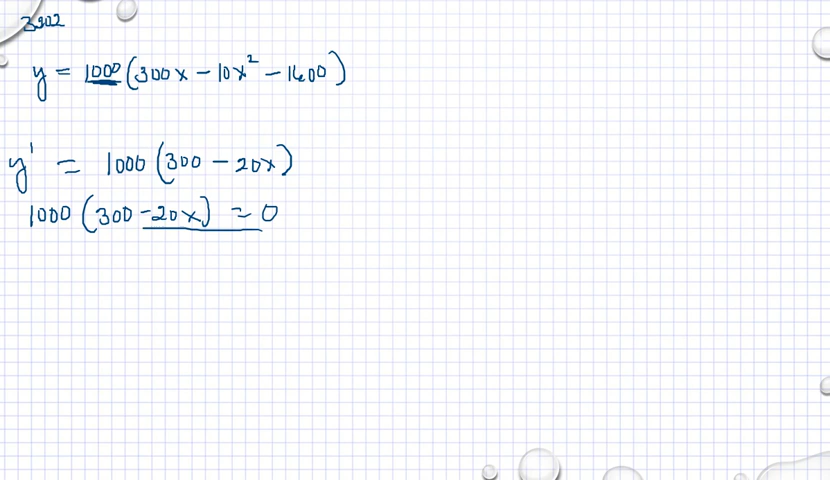 3902
y = 1000 (300x - 10x² - 1600)
y' = 1000 (300 - 20x)
1000 (300 - 20x) = 0